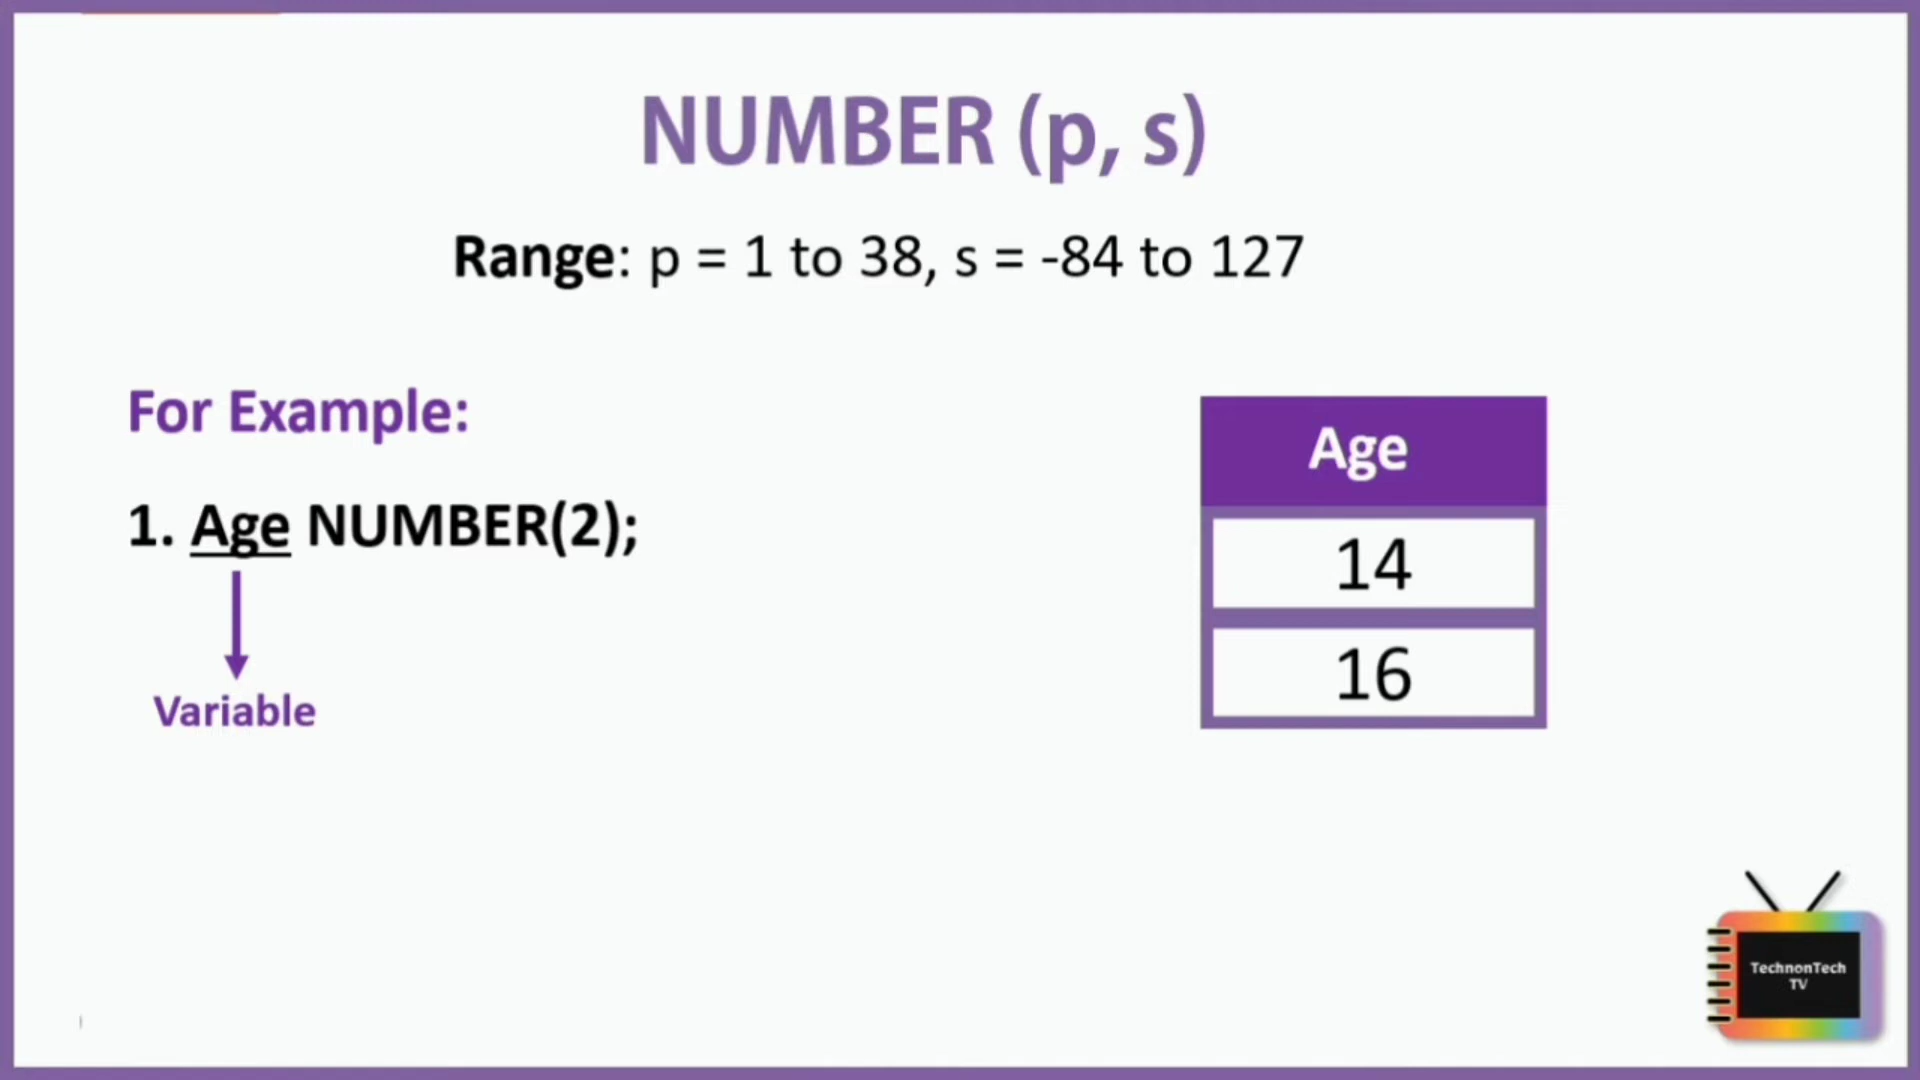 NUMBER (p, s)
Range: p = 1 to 38, s = -84 to 127
For Example:
1. Age NUMBER(2);
Variable
Age
14
16
TechnonTech
TV